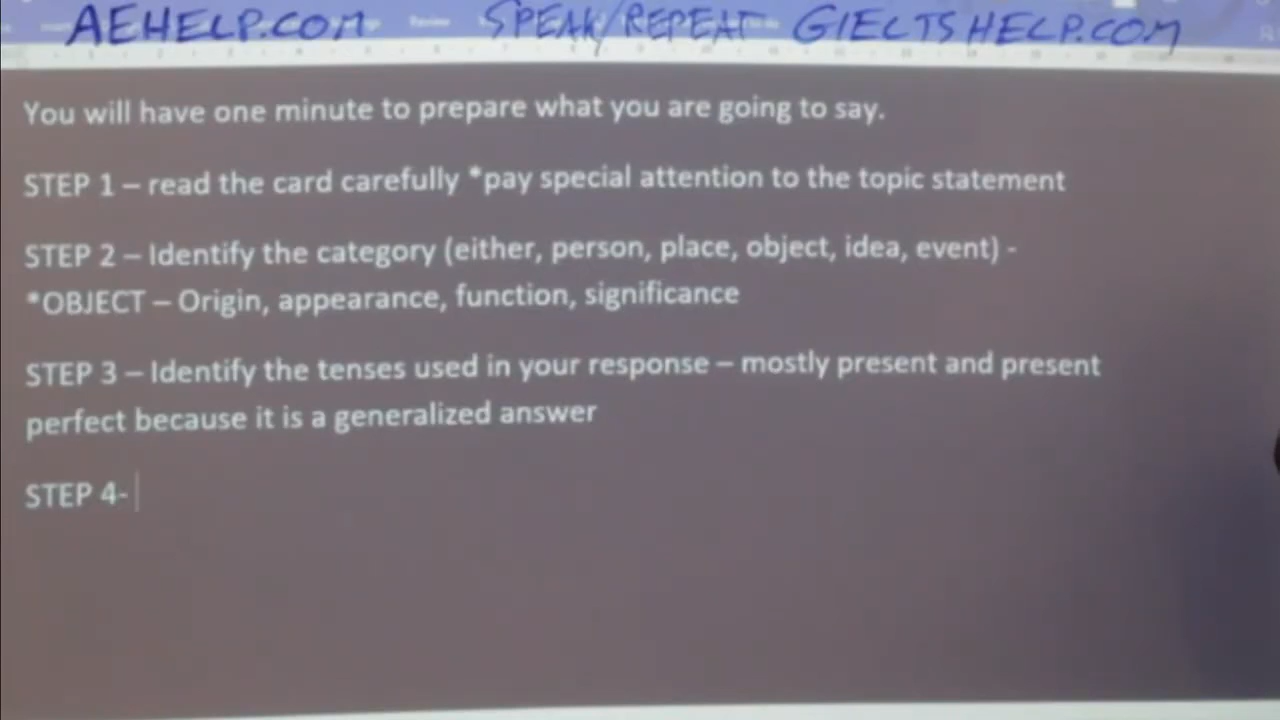 AEHELP.COM SPEAK/REPEAT GIELTSHELP.COM
You will have one minute to prepare what you are going to say.
STEP 1 – read the card carefully *pay special attention to the topic statement
STEP 2 – Identify the category (either, person, place, object, idea, event) -
*OBJECT – Origin, appearance, function, significance
STEP 3 – Identify the tenses used in your response – mostly present and present
perfect because it is a generalized answer
STEP 4-